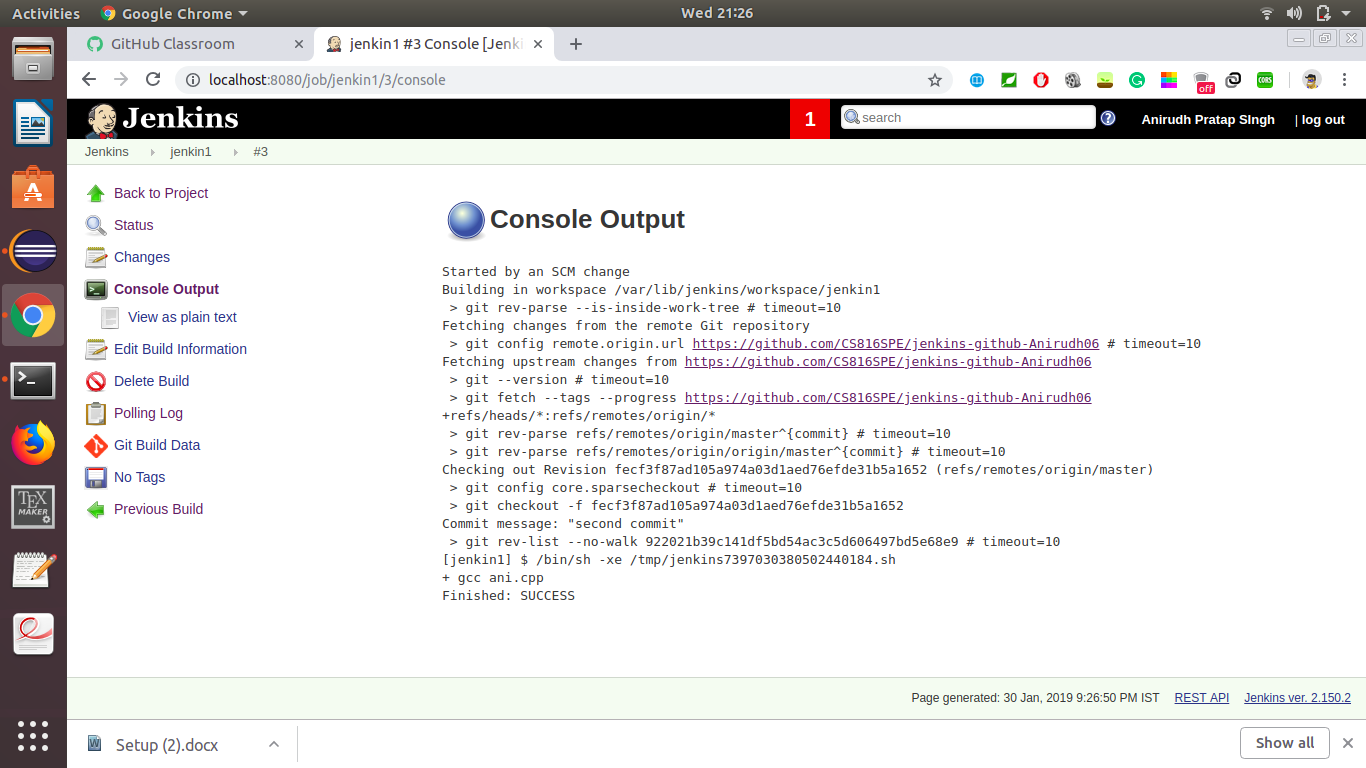 Activities
Google Chrome
Wed 21:26
GitHub Classroom
jenkin1 #3 Console [Jenki
localhost:8080/job/jenkin1/3/console
off
CORS
Jenkins
1
search
Anirudh Pratap SIngh
| log out
Jenkins
jenkin1
#3
Back to Project
Status
Changes
Console Output
View as plain text
Edit Build Information
Delete Build
Polling Log
Git Build Data
No Tags
Previous Build
Console Output
Started by an SCM change
Building in workspace /var/lib/jenkins/workspace/jenkin1
> git rev-parse --is-inside-work-tree # timeout=10
Fetching changes from the remote Git repository
> git config remote.origin.url https://github.com/CS816SPE/jenkins-github-Anirudh06 # timeout=10
Fetching upstream changes from https://github.com/CS816SPE/jenkins-github-Anirudh06
> git --version # timeout=10
> git fetch --tags --progress https://github.com/CS816SPE/jenkins-github-Anirudh06
+refs/heads/*:refs/remotes/origin/*
> git rev-parse refs/remotes/origin/master^{commit} # timeout=10
> git rev-parse refs/remotes/origin/origin/master^{commit} # timeout=10
Checking out Revision fecf3f87ad105a974a03d1aed76efde31b5a1652 (refs/remotes/origin/master)
> git config core.sparsecheckout # timeout=10
> git checkout -f fecf3f87ad105a974a03d1aed76efde31b5a1652
Commit message: "second commit"
> git rev-list --no-walk 922021b39c141df5bd54ac3c5d606497bd5e68e9 # timeout=10
[jenkin1] $ /bin/sh -xe /tmp/jenkins7397030380502440184.sh
+ gcc ani.cpp
Finished: SUCCESS
TEX
MAKER
Page generated: 30 Jan, 2019 9:26:50 PM IST
REST API
Jenkins ver. 2.150.2
Setup (2).docx
Show all